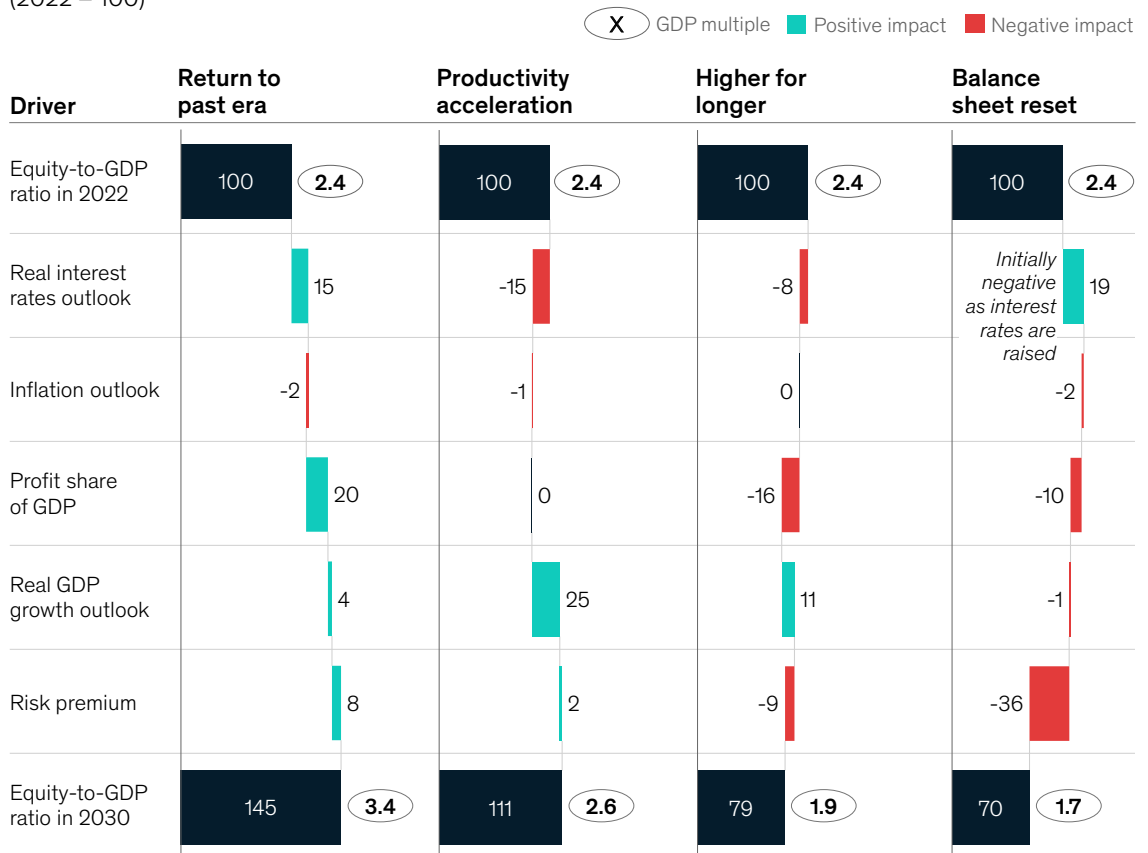 (2022 = 100)
X GDP multiple Positive impact Negative impact
Driver
Return to
past era
Productivity
acceleration
Higher for
longer
Balance
sheet reset
Equity-to-GDP
ratio in 2022
100 2.4 100 2.4 100 2.4 100 2.4
Real interest
rates outlook
15 -15 -8
Initially
negative
as interest
rates are
raised
19
Inflation outlook -2 -1 0 -2
Profit share
of GDP
20 0 -16 -10
Real GDP
growth outlook
4 25 11 -1
Risk premium 8 2 -9 -36
Equity-to-GDP
ratio in 2030
145 3.4 111 2.6 79 1.9 70 1.7